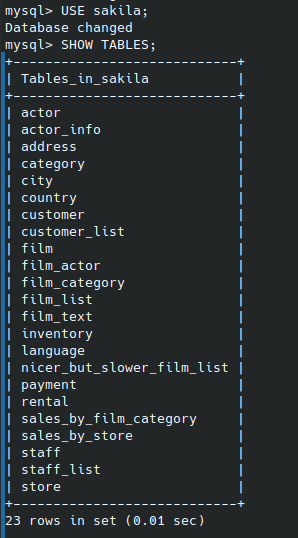 mysql> USE sakila;
Database changed
mysql> SHOW TABLES;
+----------------------------+
| Tables_in_sakila           |
+----------------------------+
| actor                      |
| actor_info                 |
| address                    |
| category                   |
| city                       |
| country                    |
| customer                   |
| customer_list              |
| film                       |
| film_actor                 |
| film_category              |
| film_list                  |
| film_text                  |
| inventory                  |
| language                   |
| nicer_but_slower_film_list |
| payment                    |
| rental                     |
| sales_by_film_category     |
| sales_by_store             |
| staff                      |
| staff_list                 |
| store                      |
+----------------------------+
23 rows in set (0.01 sec)